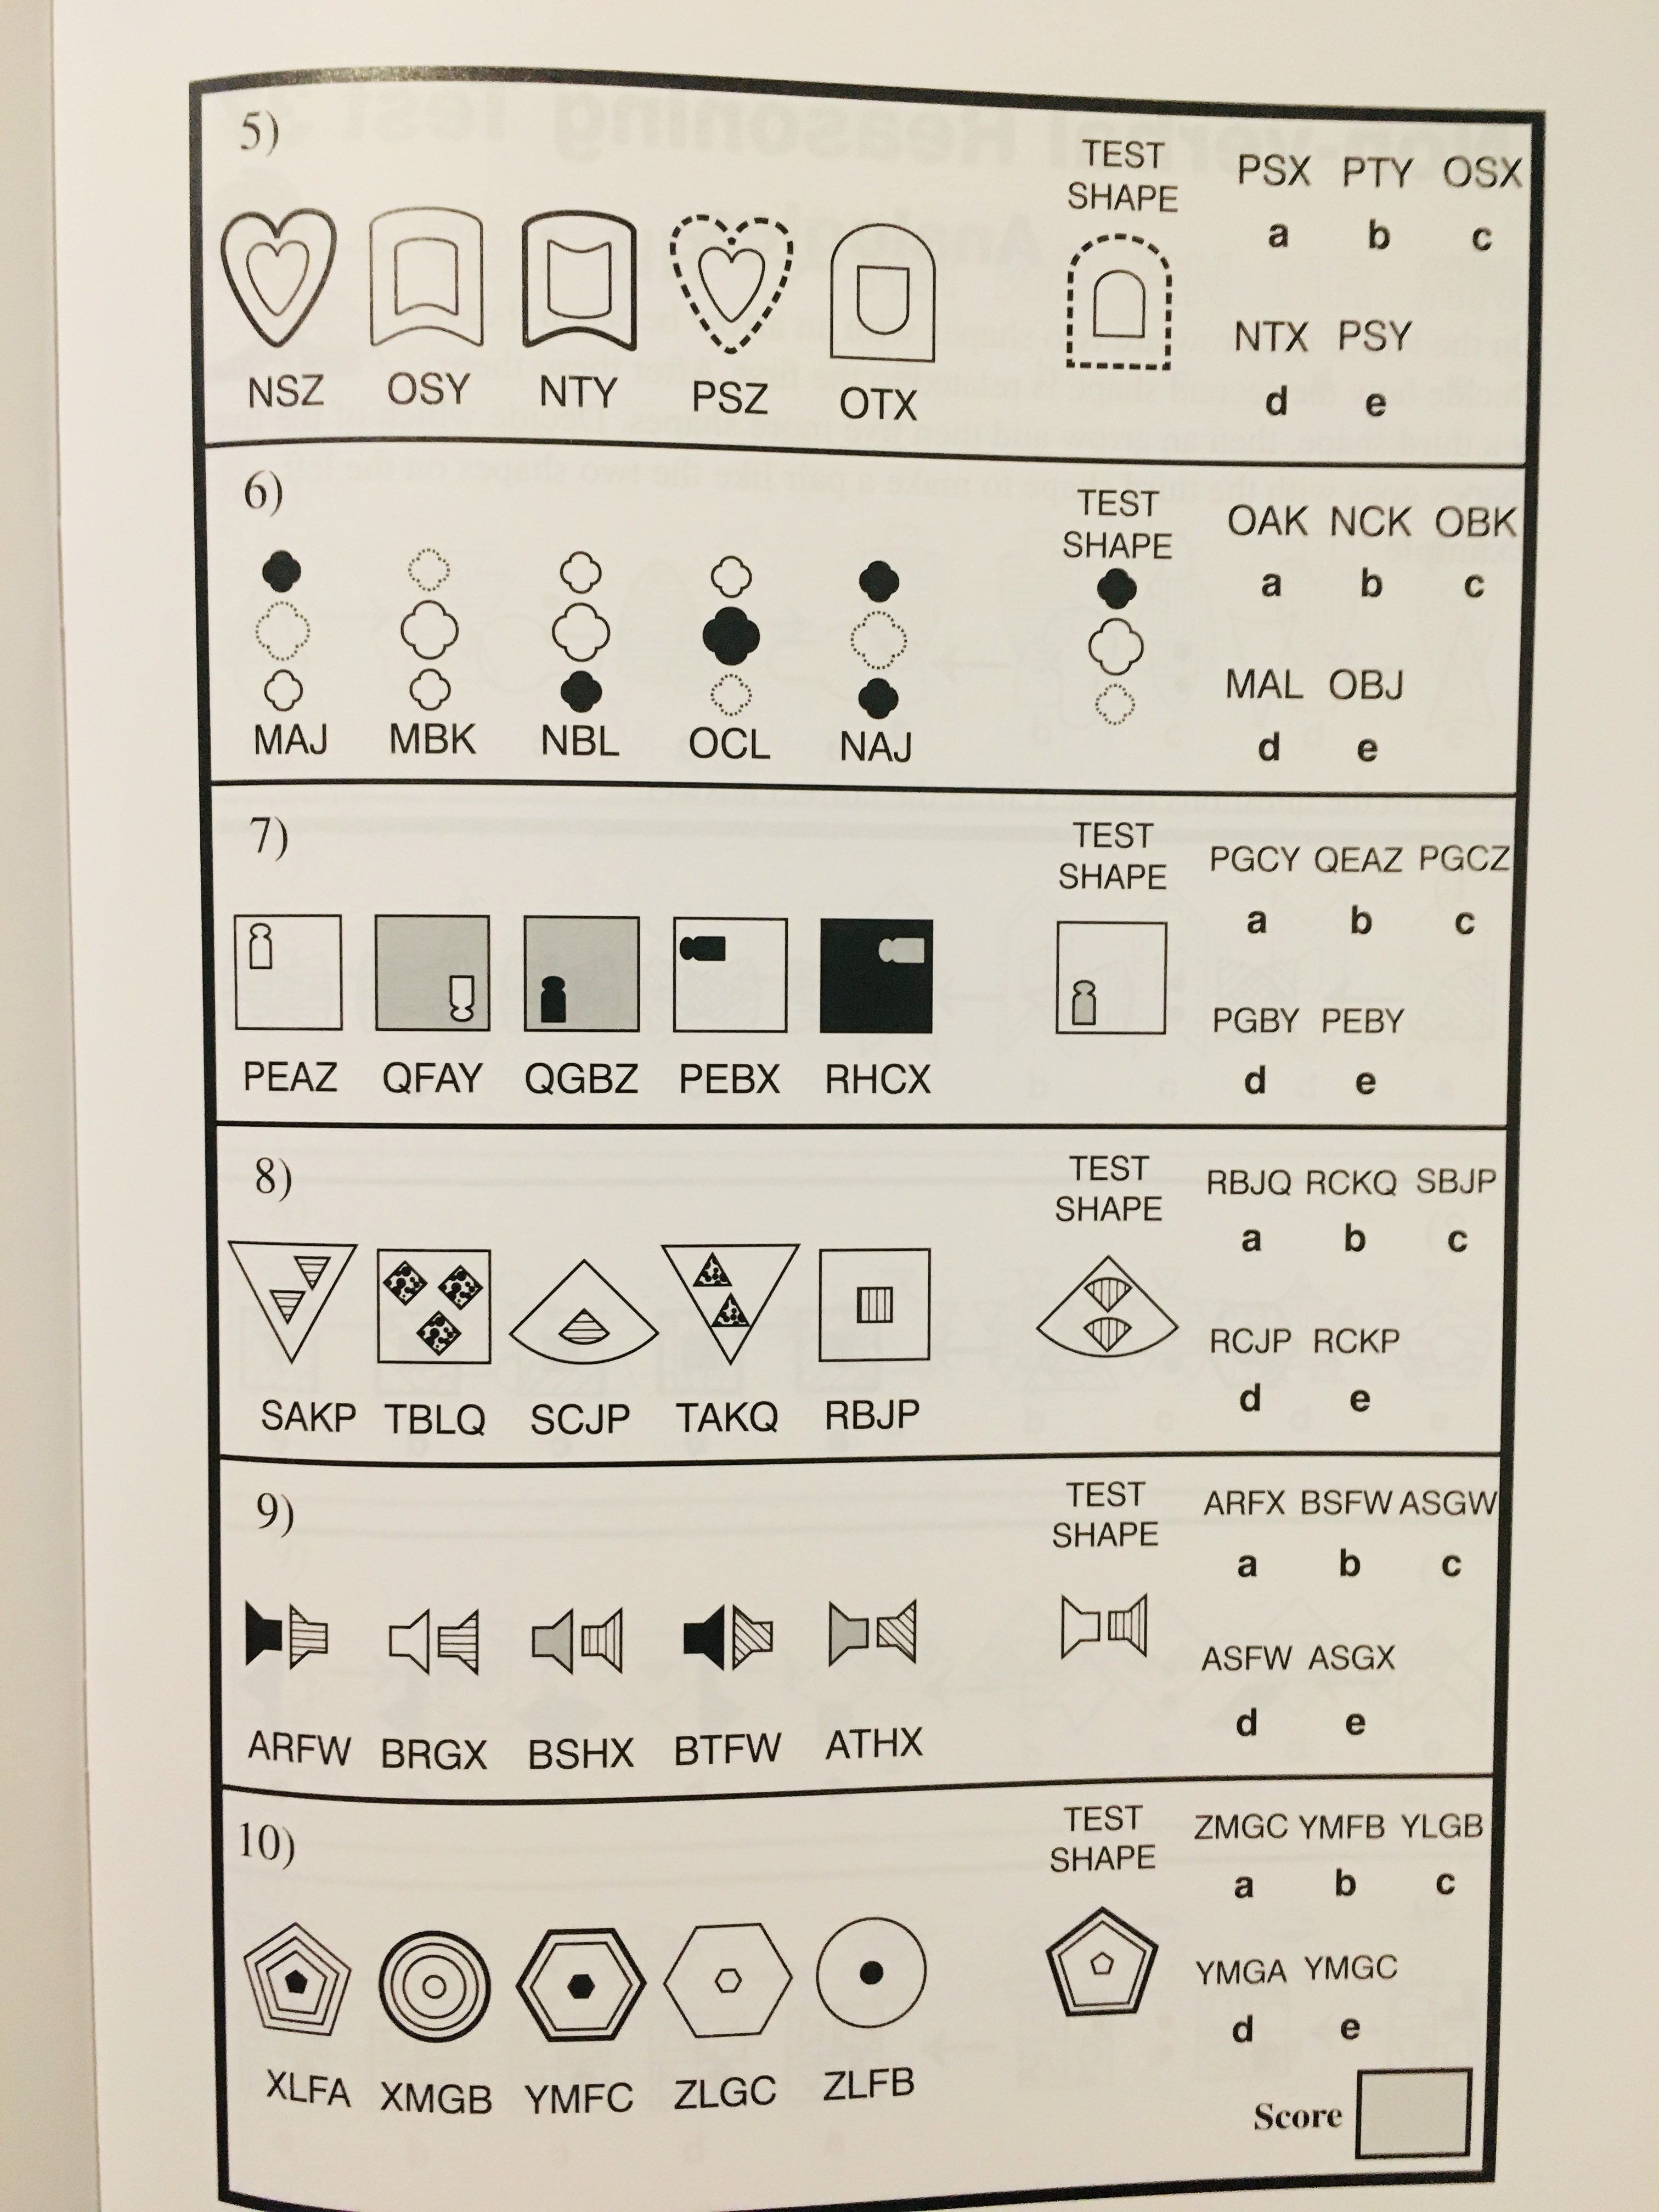 5)
TEST SHAPE
PSX PTY OSX
a b c
NTX PSY
d e
NSZ OSY NTY PSZ OTX
6)
TEST SHAPE
OAK NCK OBK
a b c
MAL OBJ
d e
MAJ MBK NBL OCL NAJ
7)
TEST SHAPE
PGCY QEAZ PGCZ
a b c
PGBY PEBY
d e
PEAZ QFAY QGBZ PEBX RHCX
8)
TEST SHAPE
RBJQ RCKQ SBJP
a b c
RCJP RCKP
d e
SAKP TBLQ SCJP TAKQ RBJP
9)
TEST SHAPE
ARFX BSFW ASGW
a b c
ASFW ASGX
d e
ARFW BRGX BSHX BTFW ATHX
10)
TEST SHAPE
ZMGC YMFB YLGB
a b c
YMGA YMGC
d e
XLFA XMGB YMFC ZLGC ZLFB
Score